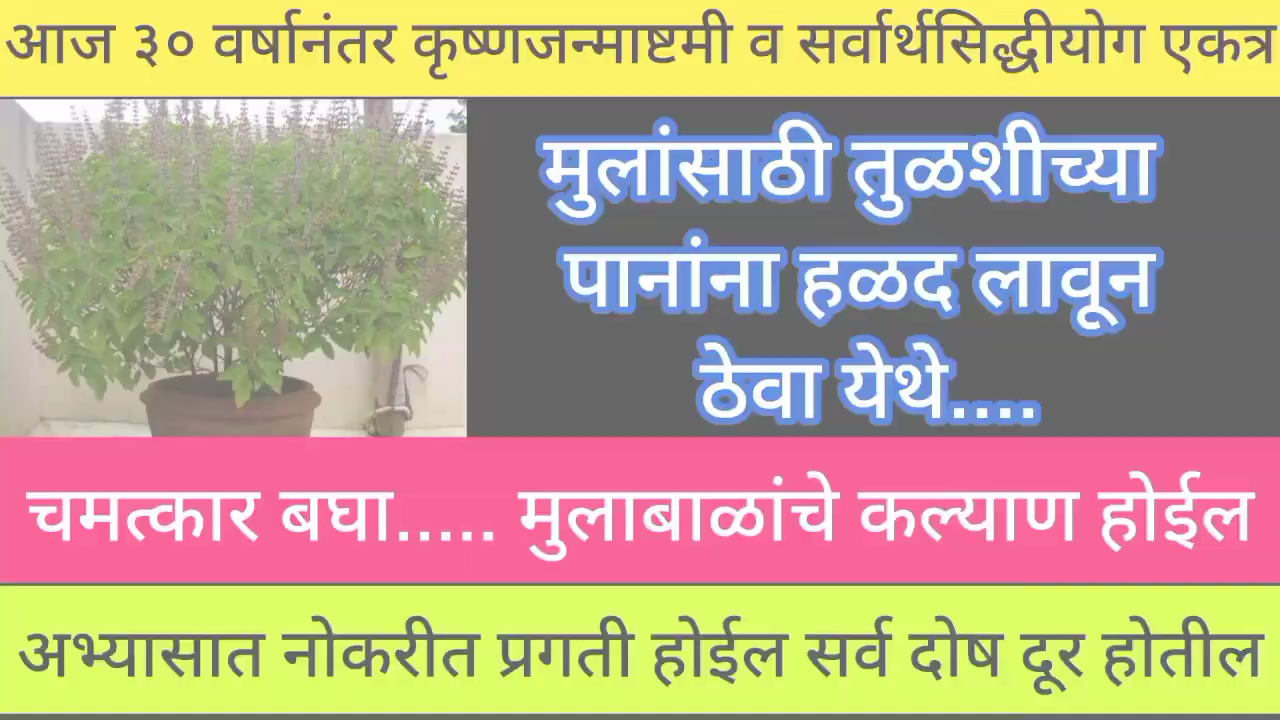 आज ३० वर्षानंतर कृष्णजन्माष्टमी व सर्वार्थसिद्धीयोग एकत्र
मुलांसाठी तुळशीच्या
पानांना हळद लावून
ठेवा येथे....
चमत्कार बघा..... मुलाबाळांचे कल्याण होईल
अभ्यासात नोकरीत प्रगती होईल सर्व दोष दूर होतील